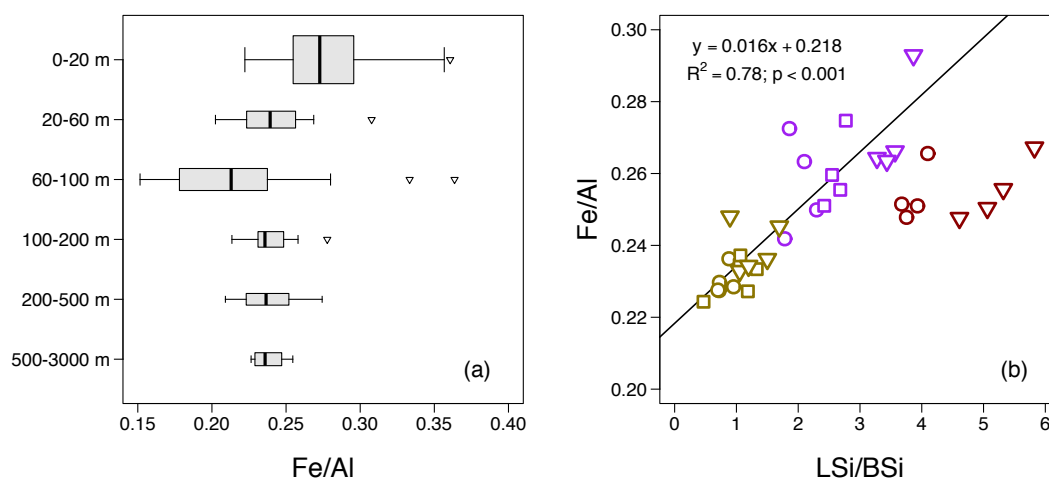 0-20 m
20-60 m
60-100 m
100-200 m
200-500 m
500-3000 m
(a)
0.15 0.20 0.25 0.30 0.35 0.40
Fe/Al
y = 0.016x + 0.218
R² = 0.78; p < 0.001
0.30
0.28
0.26
0.24
0.22
0.20
Fe/Al
(b)
0 1 2 3 4 5 6
LSi/BSi